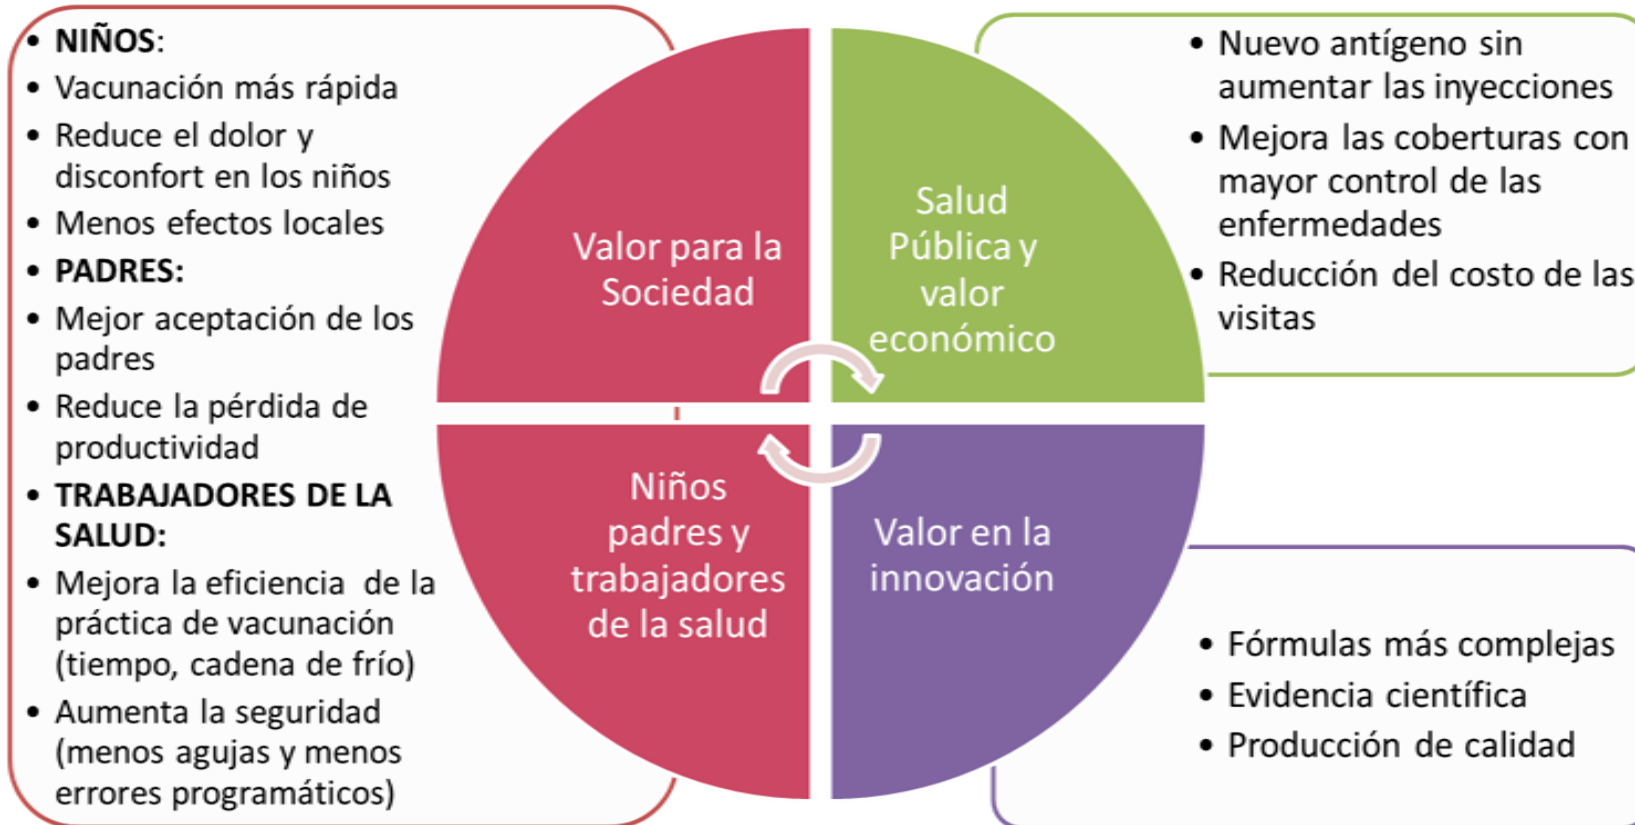 • NIÑOS:
• Vacunación más rápida
• Reduce el dolor y
disconfort en los niños
• Menos efectos locales
• PADRES:
• Mejor aceptación de los
padres
• Reduce la pérdida de
productividad
• TRABAJADORES DE LA
SALUD:
• Mejora la eficiencia de la
práctica de vacunación
(tiempo, cadena de frío)
• Aumenta la seguridad
(menos agujas y menos
errores programáticos)
Valor para la
Sociedad
Salud
Pública y
valor
económico
Niños
padres y
trabajadores
de la salud
Valor en la
innovación
• Nuevo antígeno sin
aumentar las inyecciones
• Mejora las coberturas con
mayor control de las
enfermedades
• Reducción del costo de las
visitas
• Fórmulas más complejas
• Evidencia científica
• Producción de calidad